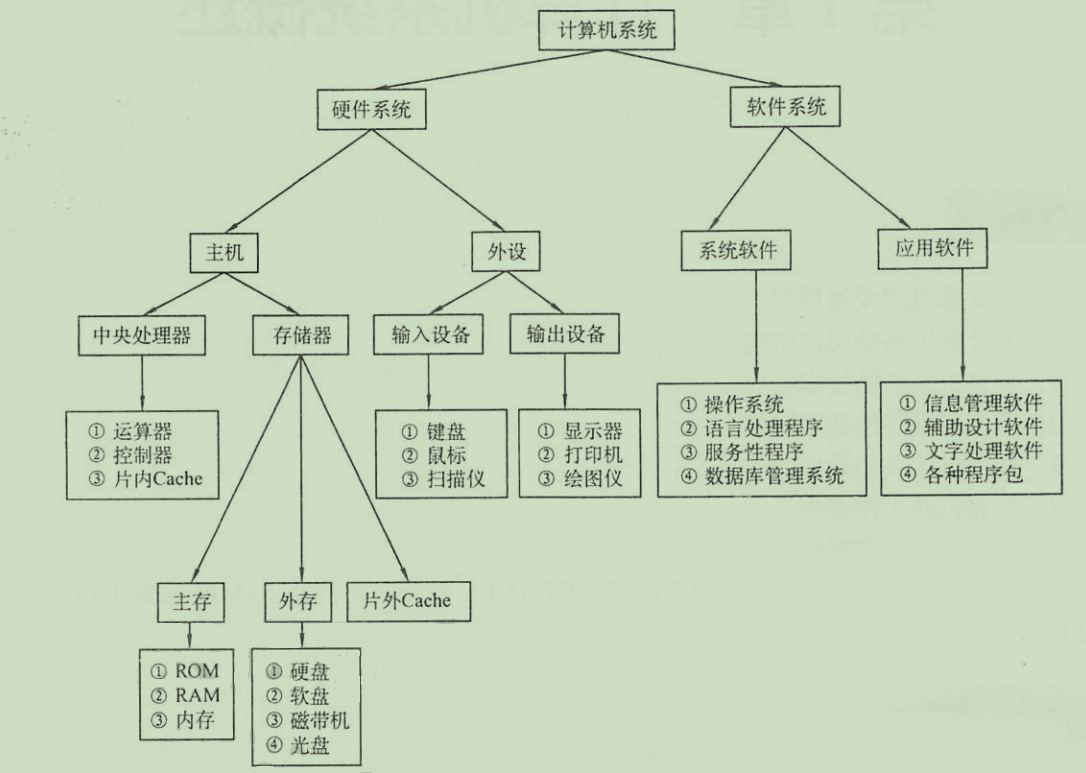 计算机系统
硬件系统
软件系统
主机
外设
系统软件
应用软件
中央处理器
存储器
输入设备
输出设备
① 运算器
② 控制器
③ 片内Cache
① 键盘
② 鼠标
③ 扫描仪
① 显示器
② 打印机
③ 绘图仪
① 操作系统
② 语言处理程序
③ 服务性程序
④ 数据库管理系统
① 信息管理软件
② 辅助设计软件
③ 文字处理软件
④ 各种程序包
主存
外存
片外Cache
① ROM
② RAM
③ 内存
① 硬盘
② 软盘
③ 磁带机
④ 光盘